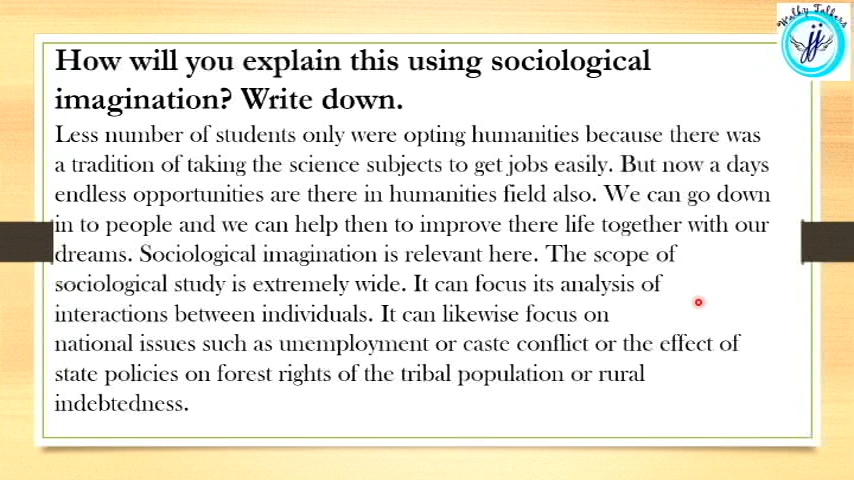 Walky Talkers
jj
How will you explain this using sociological
imagination? Write down.
Less number of students only were opting humanities because there was
a tradition of taking the science subjects to get jobs easily. But now a days
endless opportunities are there in humanities field also. We can go down
in to people and we can help then to improve there life together with our
dreams. Sociological imagination is relevant here. The scope of
sociological study is extremely wide. It can focus its analysis of
interactions between individuals. It can likewise focus on
national issues such as unemployment or caste conflict or the effect of
state policies on forest rights of the tribal population or rural
indebtedness.